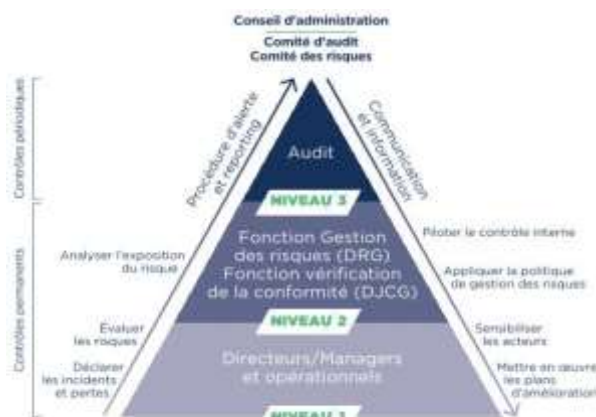 Conseil d'administration
Comité d'audit
Comité des risques
Contrôles périodiques
Contrôles permanents
Procédure d'alerte
et réporting
Communication
et information
Audit
NIVEAU 3
Fonction Gestion
des risques (DRG)
Fonction vérification
de la conformité (DJCG)
NIVEAU 2
Directeurs/Managers
et opérationnels
NIVEAU 1
Analyser l'exposition
du risque
Évaluer
les risques
Déclarer
les incidents
et pertes
Piloter le contrôle interne
Appliquer la politique
de gestion des risques
Sensibiliser
les acteurs
Mettre en œuvre
les plans
d'amélioration